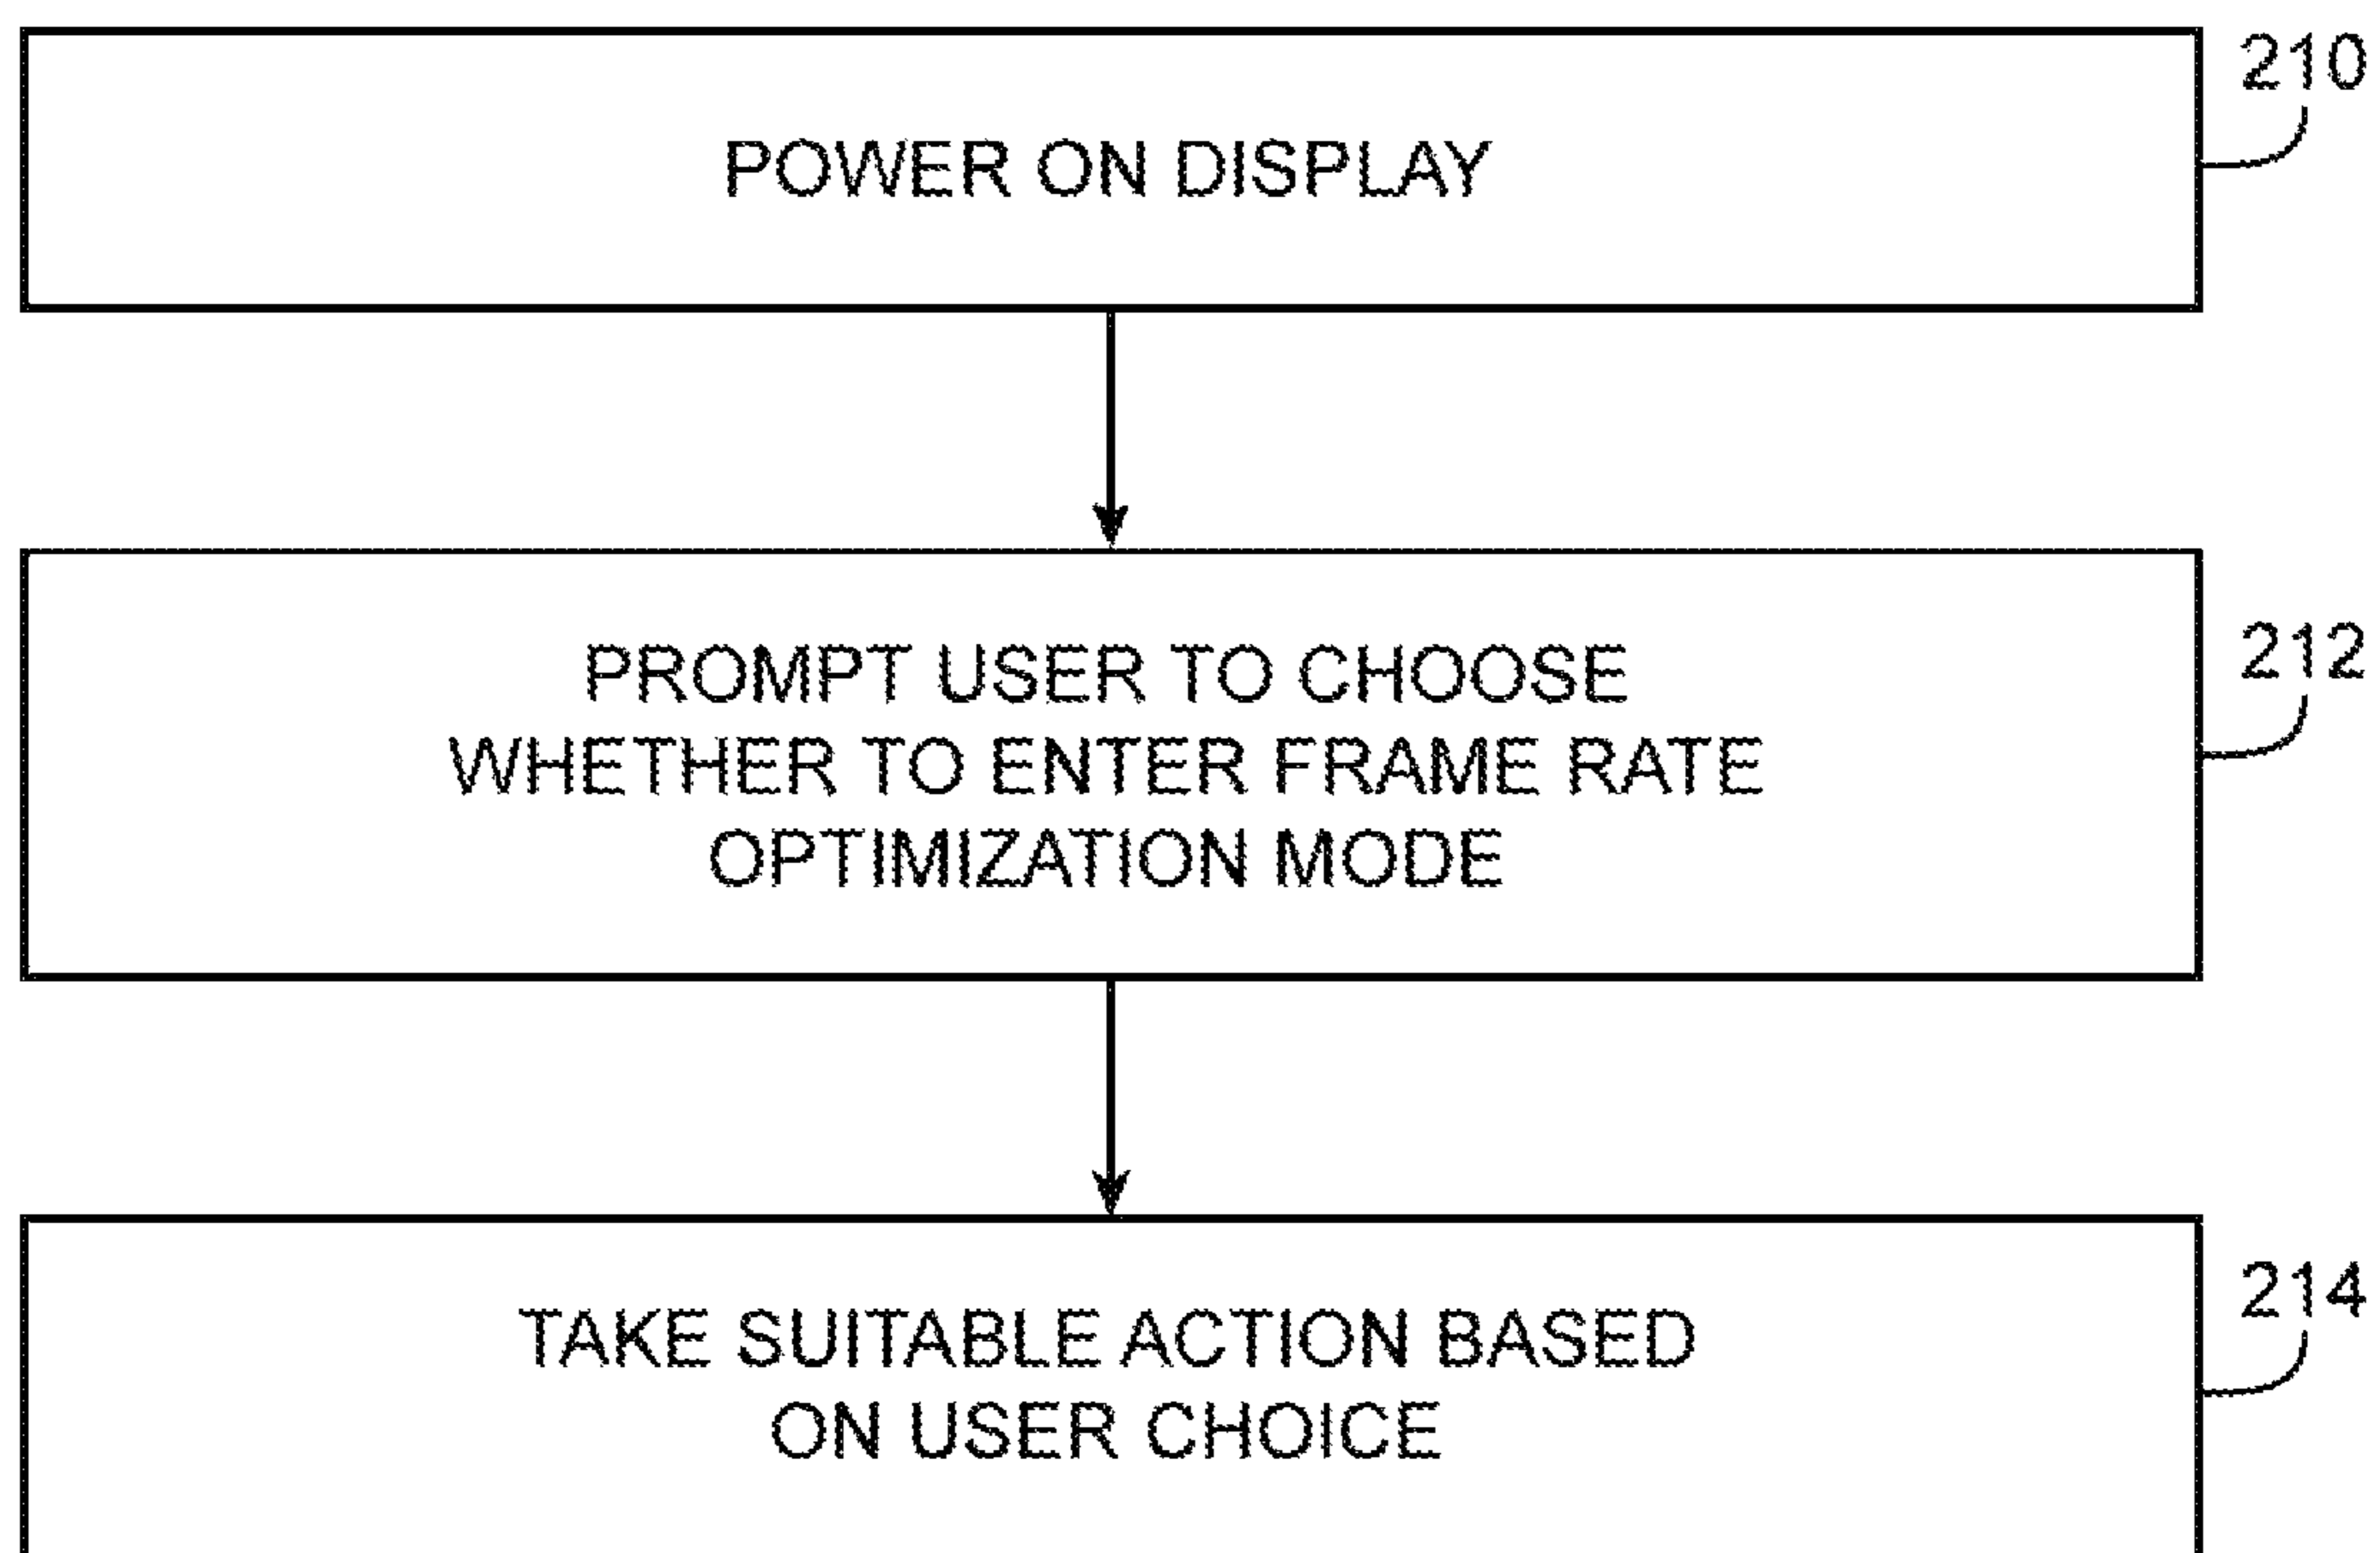 210
POWER ON DISPLAY
212
PROMPT USER TO CHOOSE
WHETHER TO ENTER FRAME RATE
OPTIMIZATION MODE
214
TAKE SUITABLE ACTION BASED
ON USER CHOICE